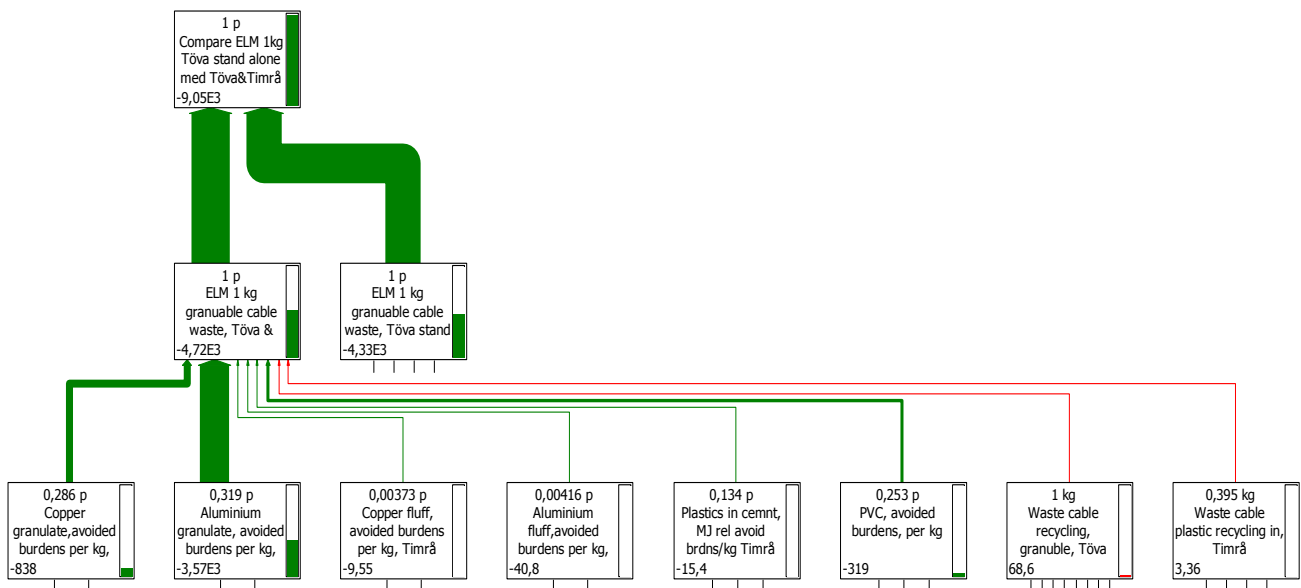 1 p
Compare ELM 1kg
Töva stand alone
med Töva&Timrå
-9,05E3
1 p
ELM 1 kg
granuable cable
waste, Töva &
-4,72E3
1 p
ELM 1 kg
granuable cable
waste, Töva stand
-4,33E3
0,286 p
Copper
granulate,avoided
burdens per kg,
-838
0,319 p
Aluminium
granulate, avoided
burdens per kg,
-3,57E3
0,00373 p
Copper fluff,
avoided burdens
per kg, Timrå
-9,55
0,00416 p
Aluminium
fluff,avoided
burdens per kg,
-40,8
0,134 p
Plastics in cemnt,
MJ rel avoid
brdns/kg Timrå
-15,4
0,253 p
PVC, avoided
burdens, per kg
-319
1 kg
Waste cable
recycling,
granuble, Töva
68,6
0,395 kg
Waste cable
plastic recycling in,
Timrå
3,36